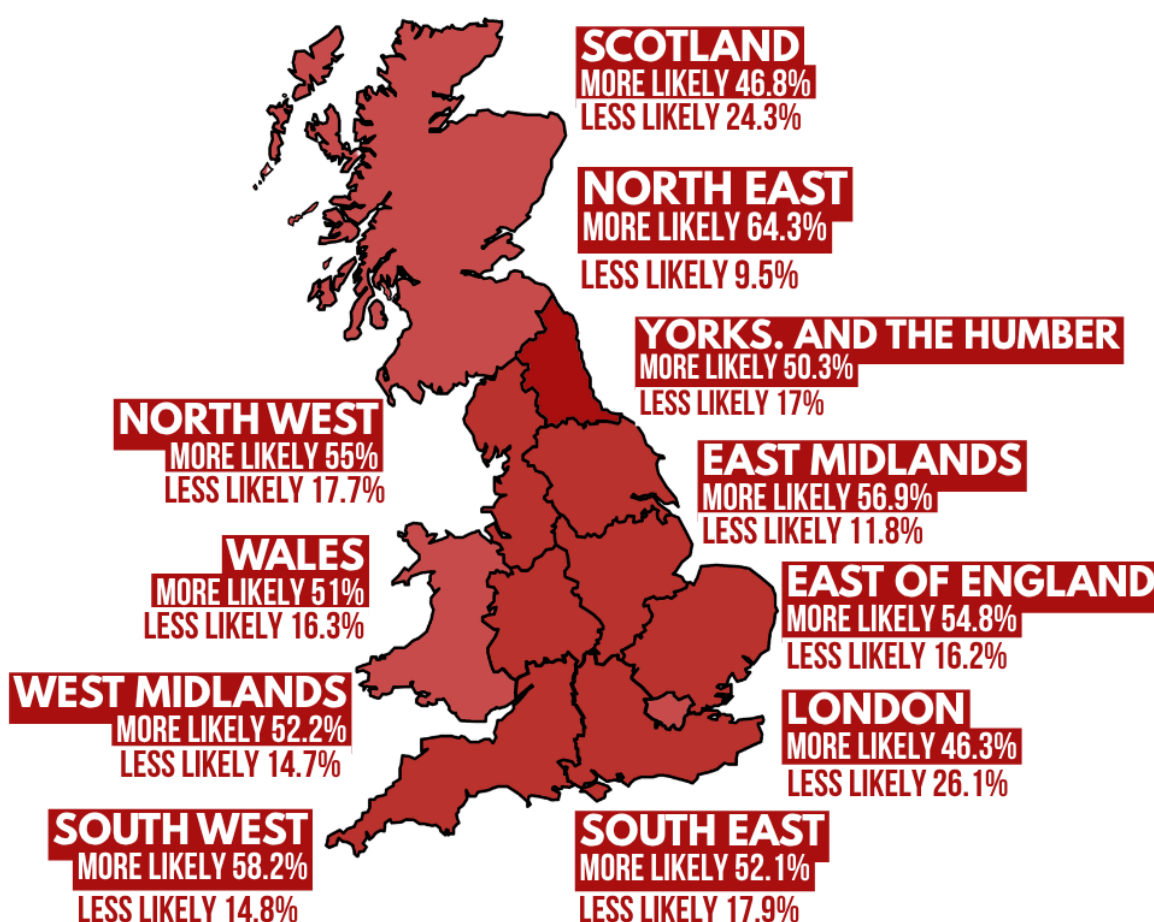 SCOTLAND
MORE LIKELY 46.8%
LESS LIKELY 24.3%
NORTH EAST
MORE LIKELY 64.3%
LESS LIKELY 9.5%
YORKS. AND THE HUMBER
MORE LIKELY 50.3%
LESS LIKELY 17%
NORTH WEST
MORE LIKELY 55%
LESS LIKELY 17.7%
EAST MIDLANDS
MORE LIKELY 56.9%
LESS LIKELY 11.8%
WALES
MORE LIKELY 51%
LESS LIKELY 16.3%
EAST OF ENGLAND
MORE LIKELY 54.8%
LESS LIKELY 16.2%
WEST MIDLANDS
MORE LIKELY 52.2%
LESS LIKELY 14.7%
LONDON
MORE LIKELY 46.3%
LESS LIKELY 26.1%
SOUTH WEST
MORE LIKELY 58.2%
LESS LIKELY 14.8%
SOUTH EAST
MORE LIKELY 52.1%
LESS LIKELY 17.9%